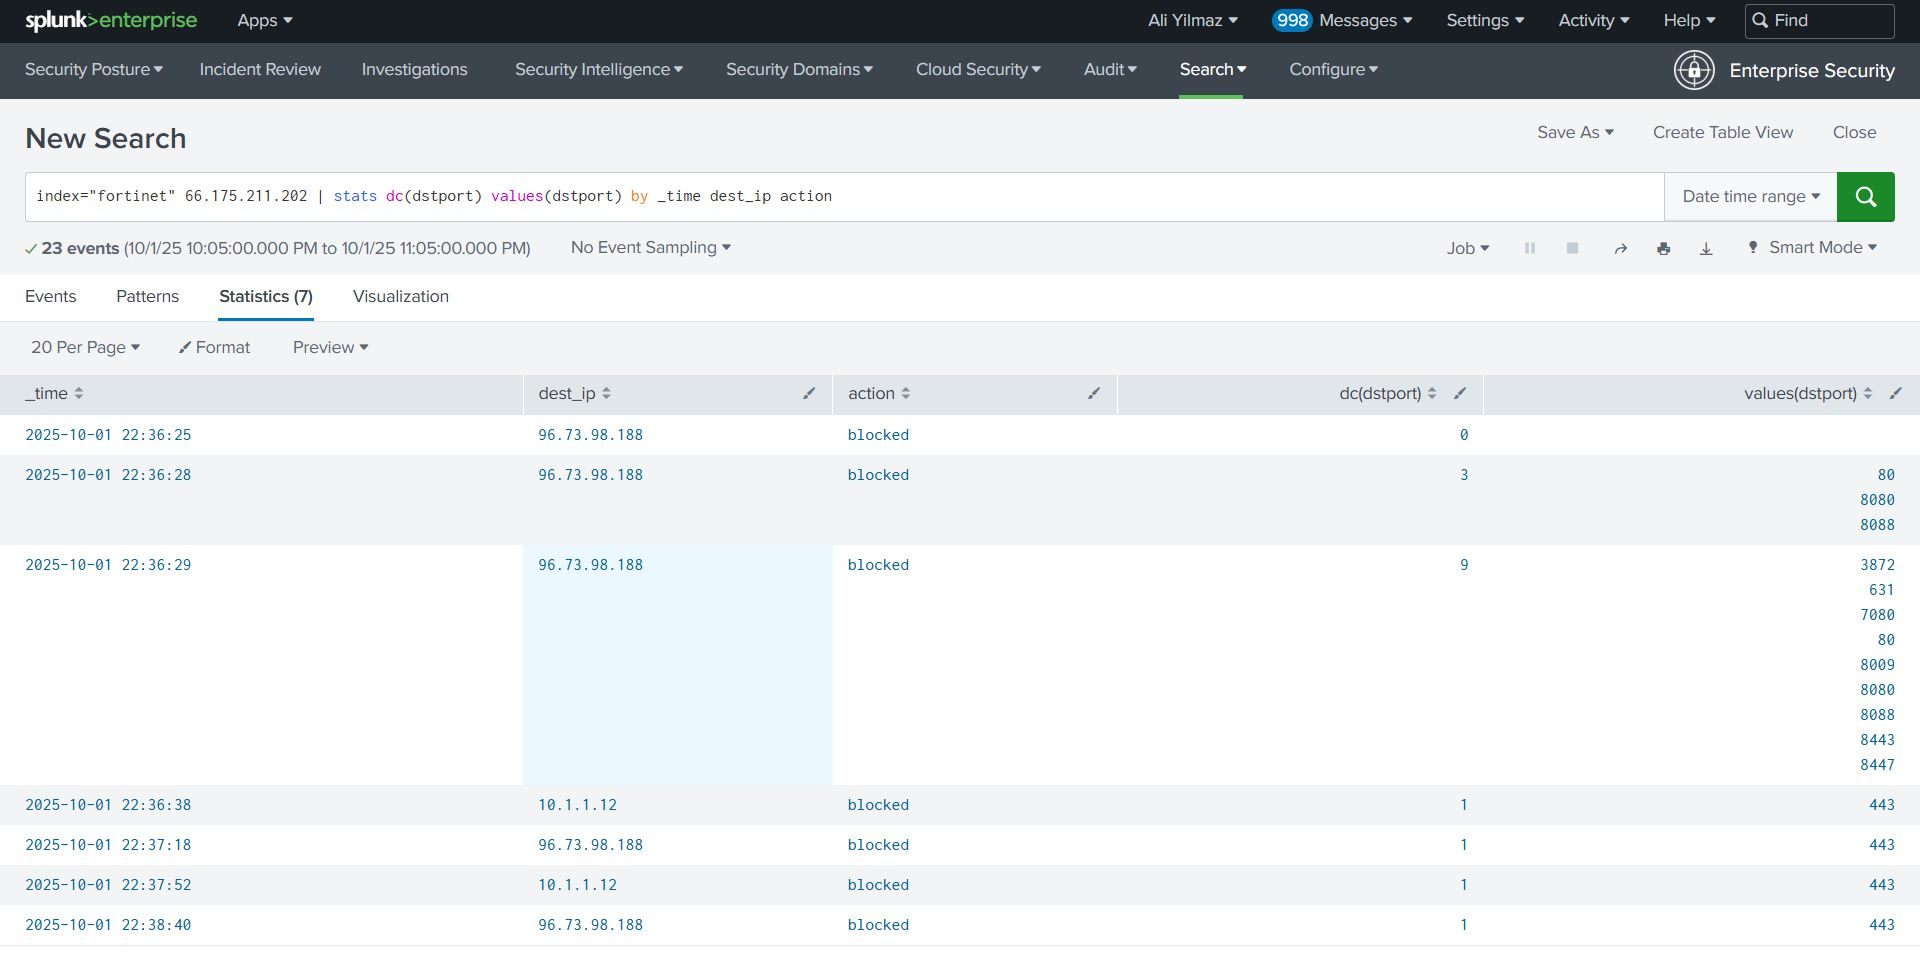 splunk>enterprise Apps Ali Yilmaz 998 Messages Settings Activity Help Find
Security Posture Incident Review Investigations Security Intelligence Security Domains Cloud Security Audit Search Configure Enterprise Security
New Search Save As Create Table View Close
index="fortinet" 66.175.211.202 | stats dc(dstport) values(dstport) by _time dest_ip action Date time range
23 events (10/1/25 10:05:00.000 PM to 10/1/25 11:05:00.000 PM) No Event Sampling Job Smart Mode
Events Patterns Statistics (7) Visualization
20 Per Page Format Preview
_time dest_ip action dc(dstport) values(dstport)
2025-10-01 22:36:25 96.73.98.188 blocked 0
2025-10-01 22:36:28 96.73.98.188 blocked 3 80
8080
8088
2025-10-01 22:36:29 96.73.98.188 blocked 9 3872
631
7080
80
8009
8080
8088
8443
8447
2025-10-01 22:36:38 10.1.1.12 blocked 1 443
2025-10-01 22:37:18 96.73.98.188 blocked 1 443
2025-10-01 22:37:52 10.1.1.12 blocked 1 443
2025-10-01 22:38:40 96.73.98.188 blocked 1 443